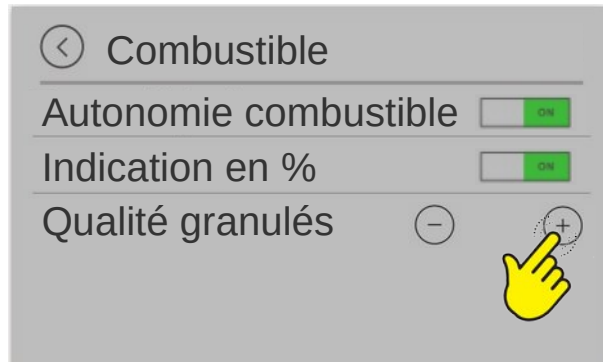 Combustible
Autonomie combustible ON
Indication en % ON
Qualité granulés − +